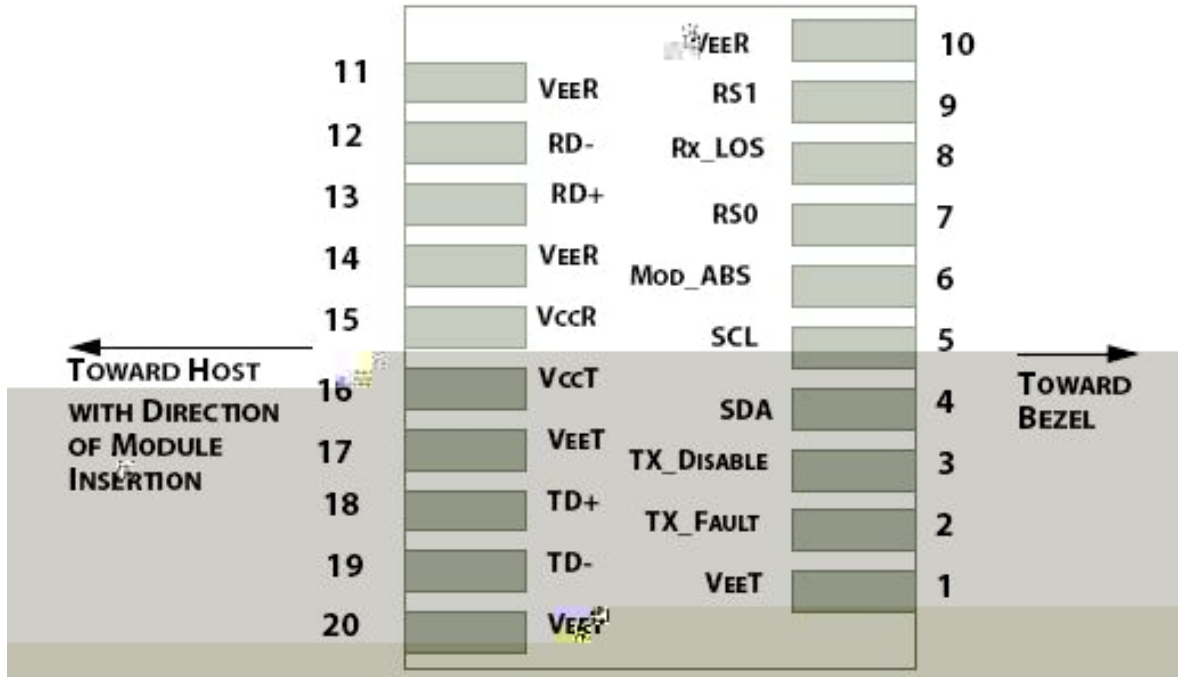 VEER 10
11 VEER
RS1 9
12 RD-
Rx_LOS 8
13 RD+
RS0 7
14 VEER
MOD_ABS 6
15 VCCR
SCL 5
TOWARD HOST
WITH DIRECTION
OF MODULE
INSERTION
16 VCCT
TOWARD
BEZEL
SDA 4
17 VEET
TX_DISABLE 3
18 TD+
TX_FAULT 2
19 TD-
VEET 1
20 VEET